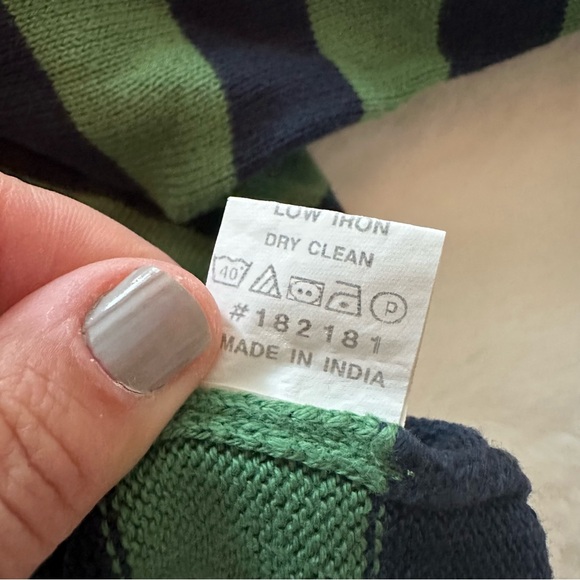 LOW IRON
DRY CLEAN
40 P
#182181
MADE IN INDIA